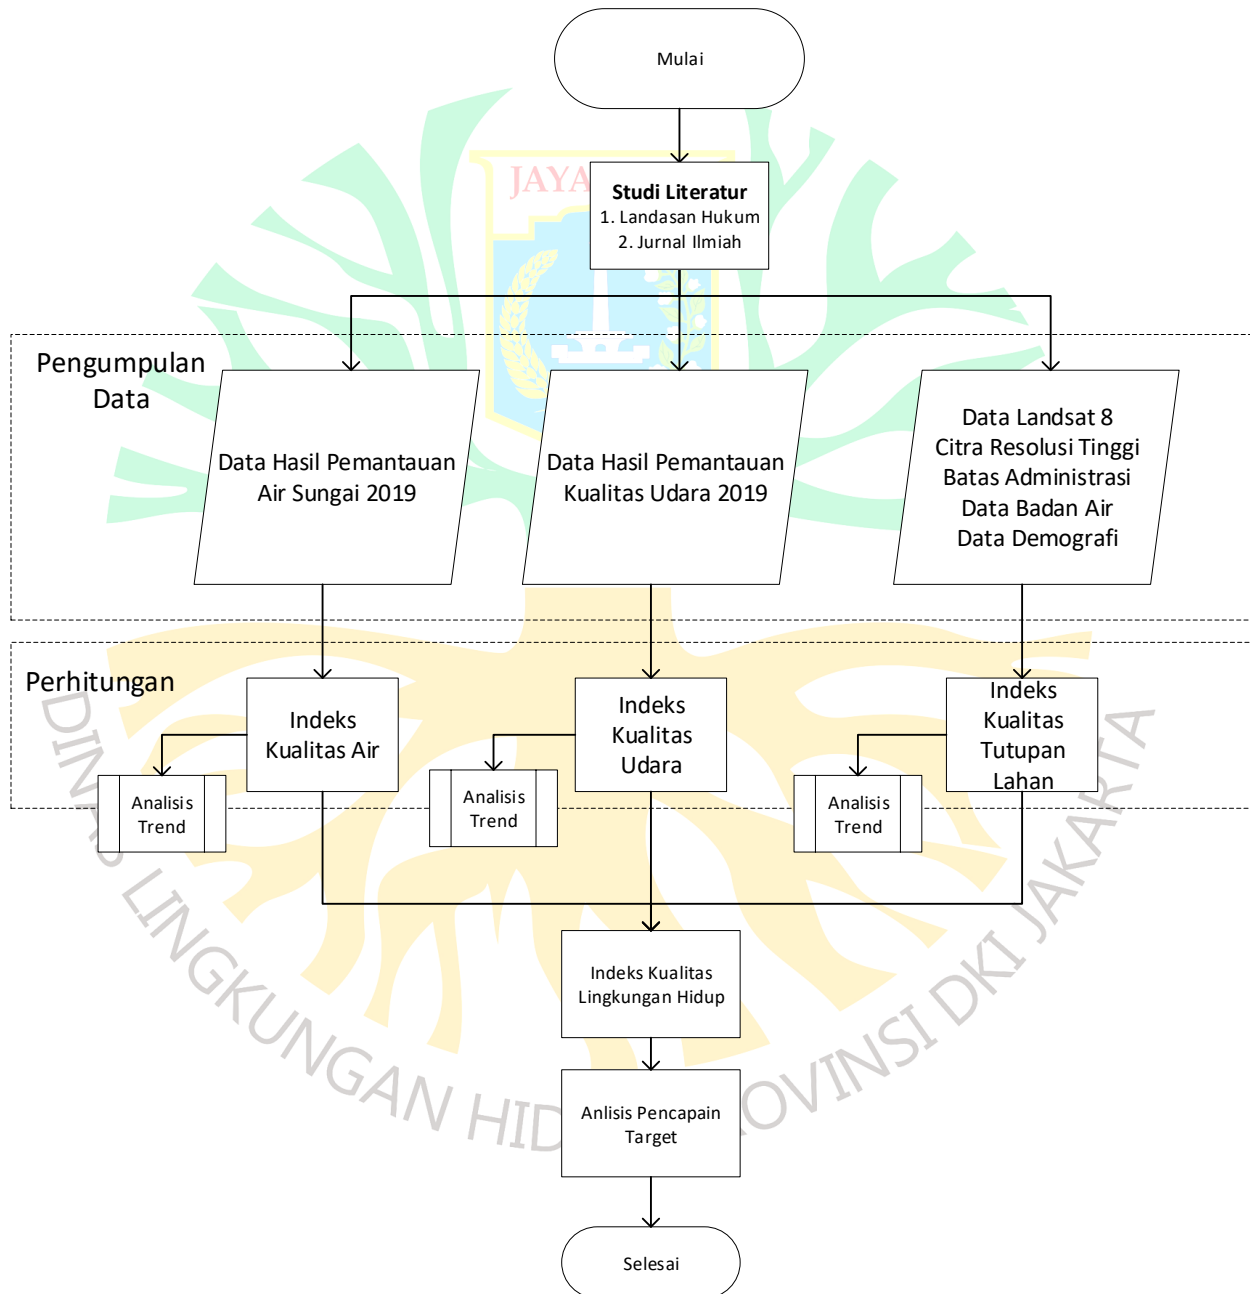 Mulai
JAYA
Studi Literatur
1. Landasan Hukum
2. Jurnal Ilmiah
Pengumpulan
Data
Data Hasil Pemantauan
Air Sungai 2019
Data Hasil Pemantauan
Kualitas Udara 2019
Data Landsat 8
Citra Resolusi Tinggi
Batas Administrasi
Data Badan Air
Data Demografi
Perhitungan
Indeks
Kualitas Air
Indeks
Kualitas
Udara
Indeks
Kualitas
Tutupan
Lahan
Analisis
Trend
Analisis
Trend
Analisis
Trend
Indeks Kualitas
Lingkungan Hidup
Anlisis Pencapain
Target
Selesai
DINAS LINGKUNGAN HID OVINSI DKI JAKARTA